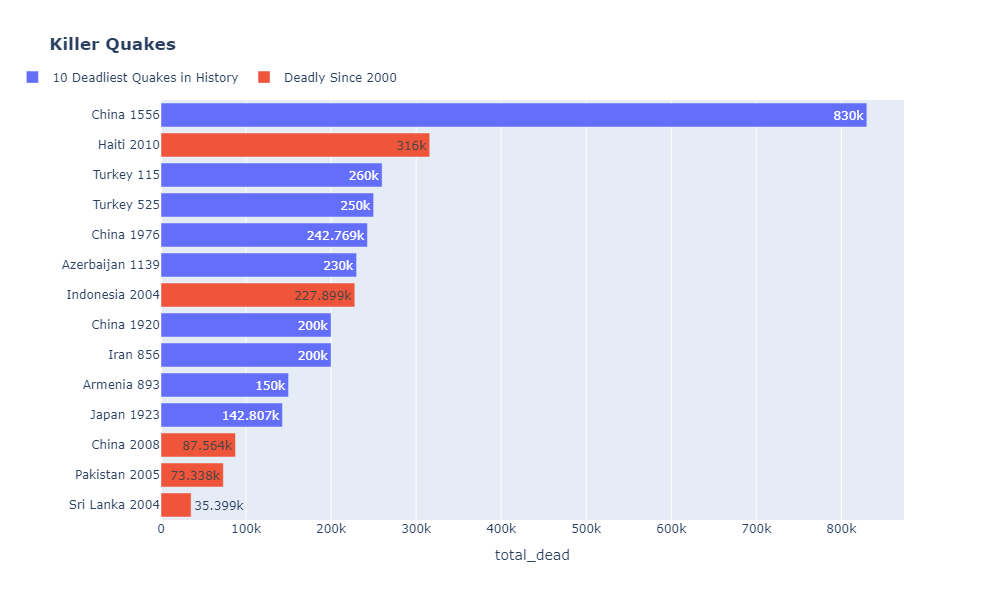 Killer Quakes
10 Deadliest Quakes in History Deadly Since 2000
China 1556 830k
Haiti 2010 316k
Turkey 115 260k
Turkey 525 250k
China 1976 242.769k
Azerbaijan 1139 230k
Indonesia 2004 227.899k
China 1920 200k
Iran 856 200k
Armenia 893 150k
Japan 1923 142.807k
China 2008 87.564k
Pakistan 2005 73.338k
Sri Lanka 2004 35.399k
0 100k 200k 300k 400k 500k 600k 700k 800k
total_dead